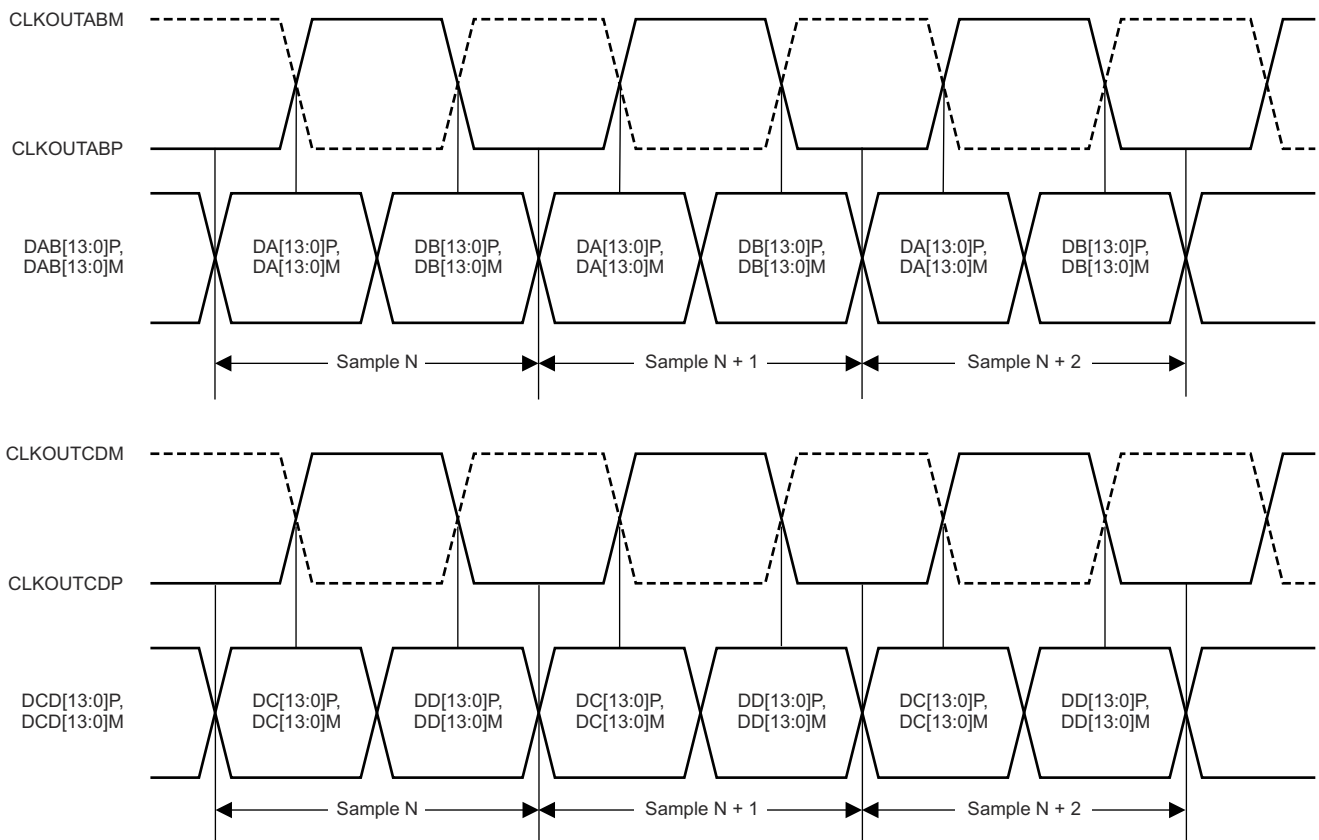 CLKOUTABM
CLKOUTABP
DAB[13:0]P,
DAB[13:0]M
DA[13:0]P,
DA[13:0]M
DB[13:0]P,
DB[13:0]M
DA[13:0]P,
DA[13:0]M
DB[13:0]P,
DB[13:0]M
DA[13:0]P,
DA[13:0]M
DB[13:0]P,
DB[13:0]M
Sample N
Sample N + 1
Sample N + 2
CLKOUTCDM
CLKOUTCDP
DCD[13:0]P,
DCD[13:0]M
DC[13:0]P,
DC[13:0]M
DD[13:0]P,
DD[13:0]M
DC[13:0]P,
DC[13:0]M
DD[13:0]P,
DD[13:0]M
DC[13:0]P,
DC[13:0]M
DD[13:0]P,
DD[13:0]M
Sample N
Sample N + 1
Sample N + 2